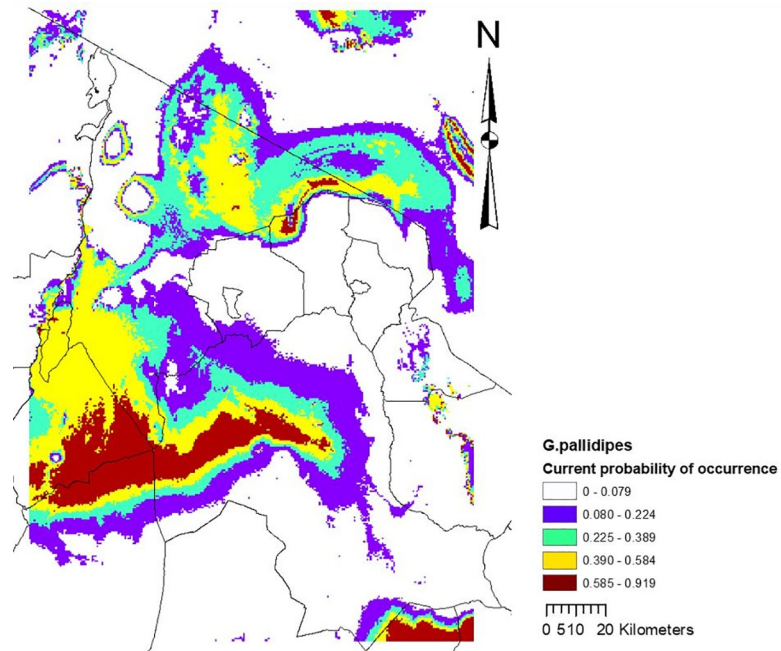 N
G.pallidipes
Current probability of occurrence
0 - 0.079
0.080 - 0.224
0.225 - 0.389
0.390 - 0.584
0.585 - 0.919
0 510 20 Kilometers